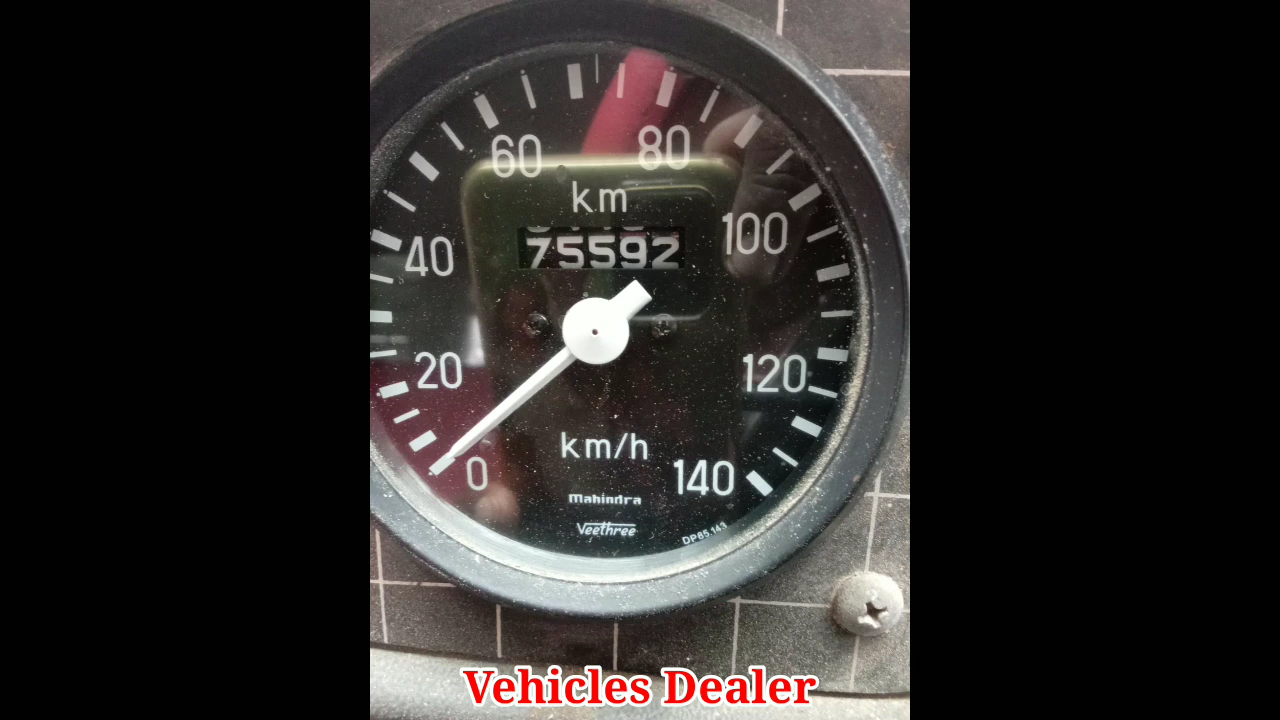 60 80
km
40 75592 100
20 120
km/h
0 140
mahindra
Veethree
DP85.143
Vehicles Dealer